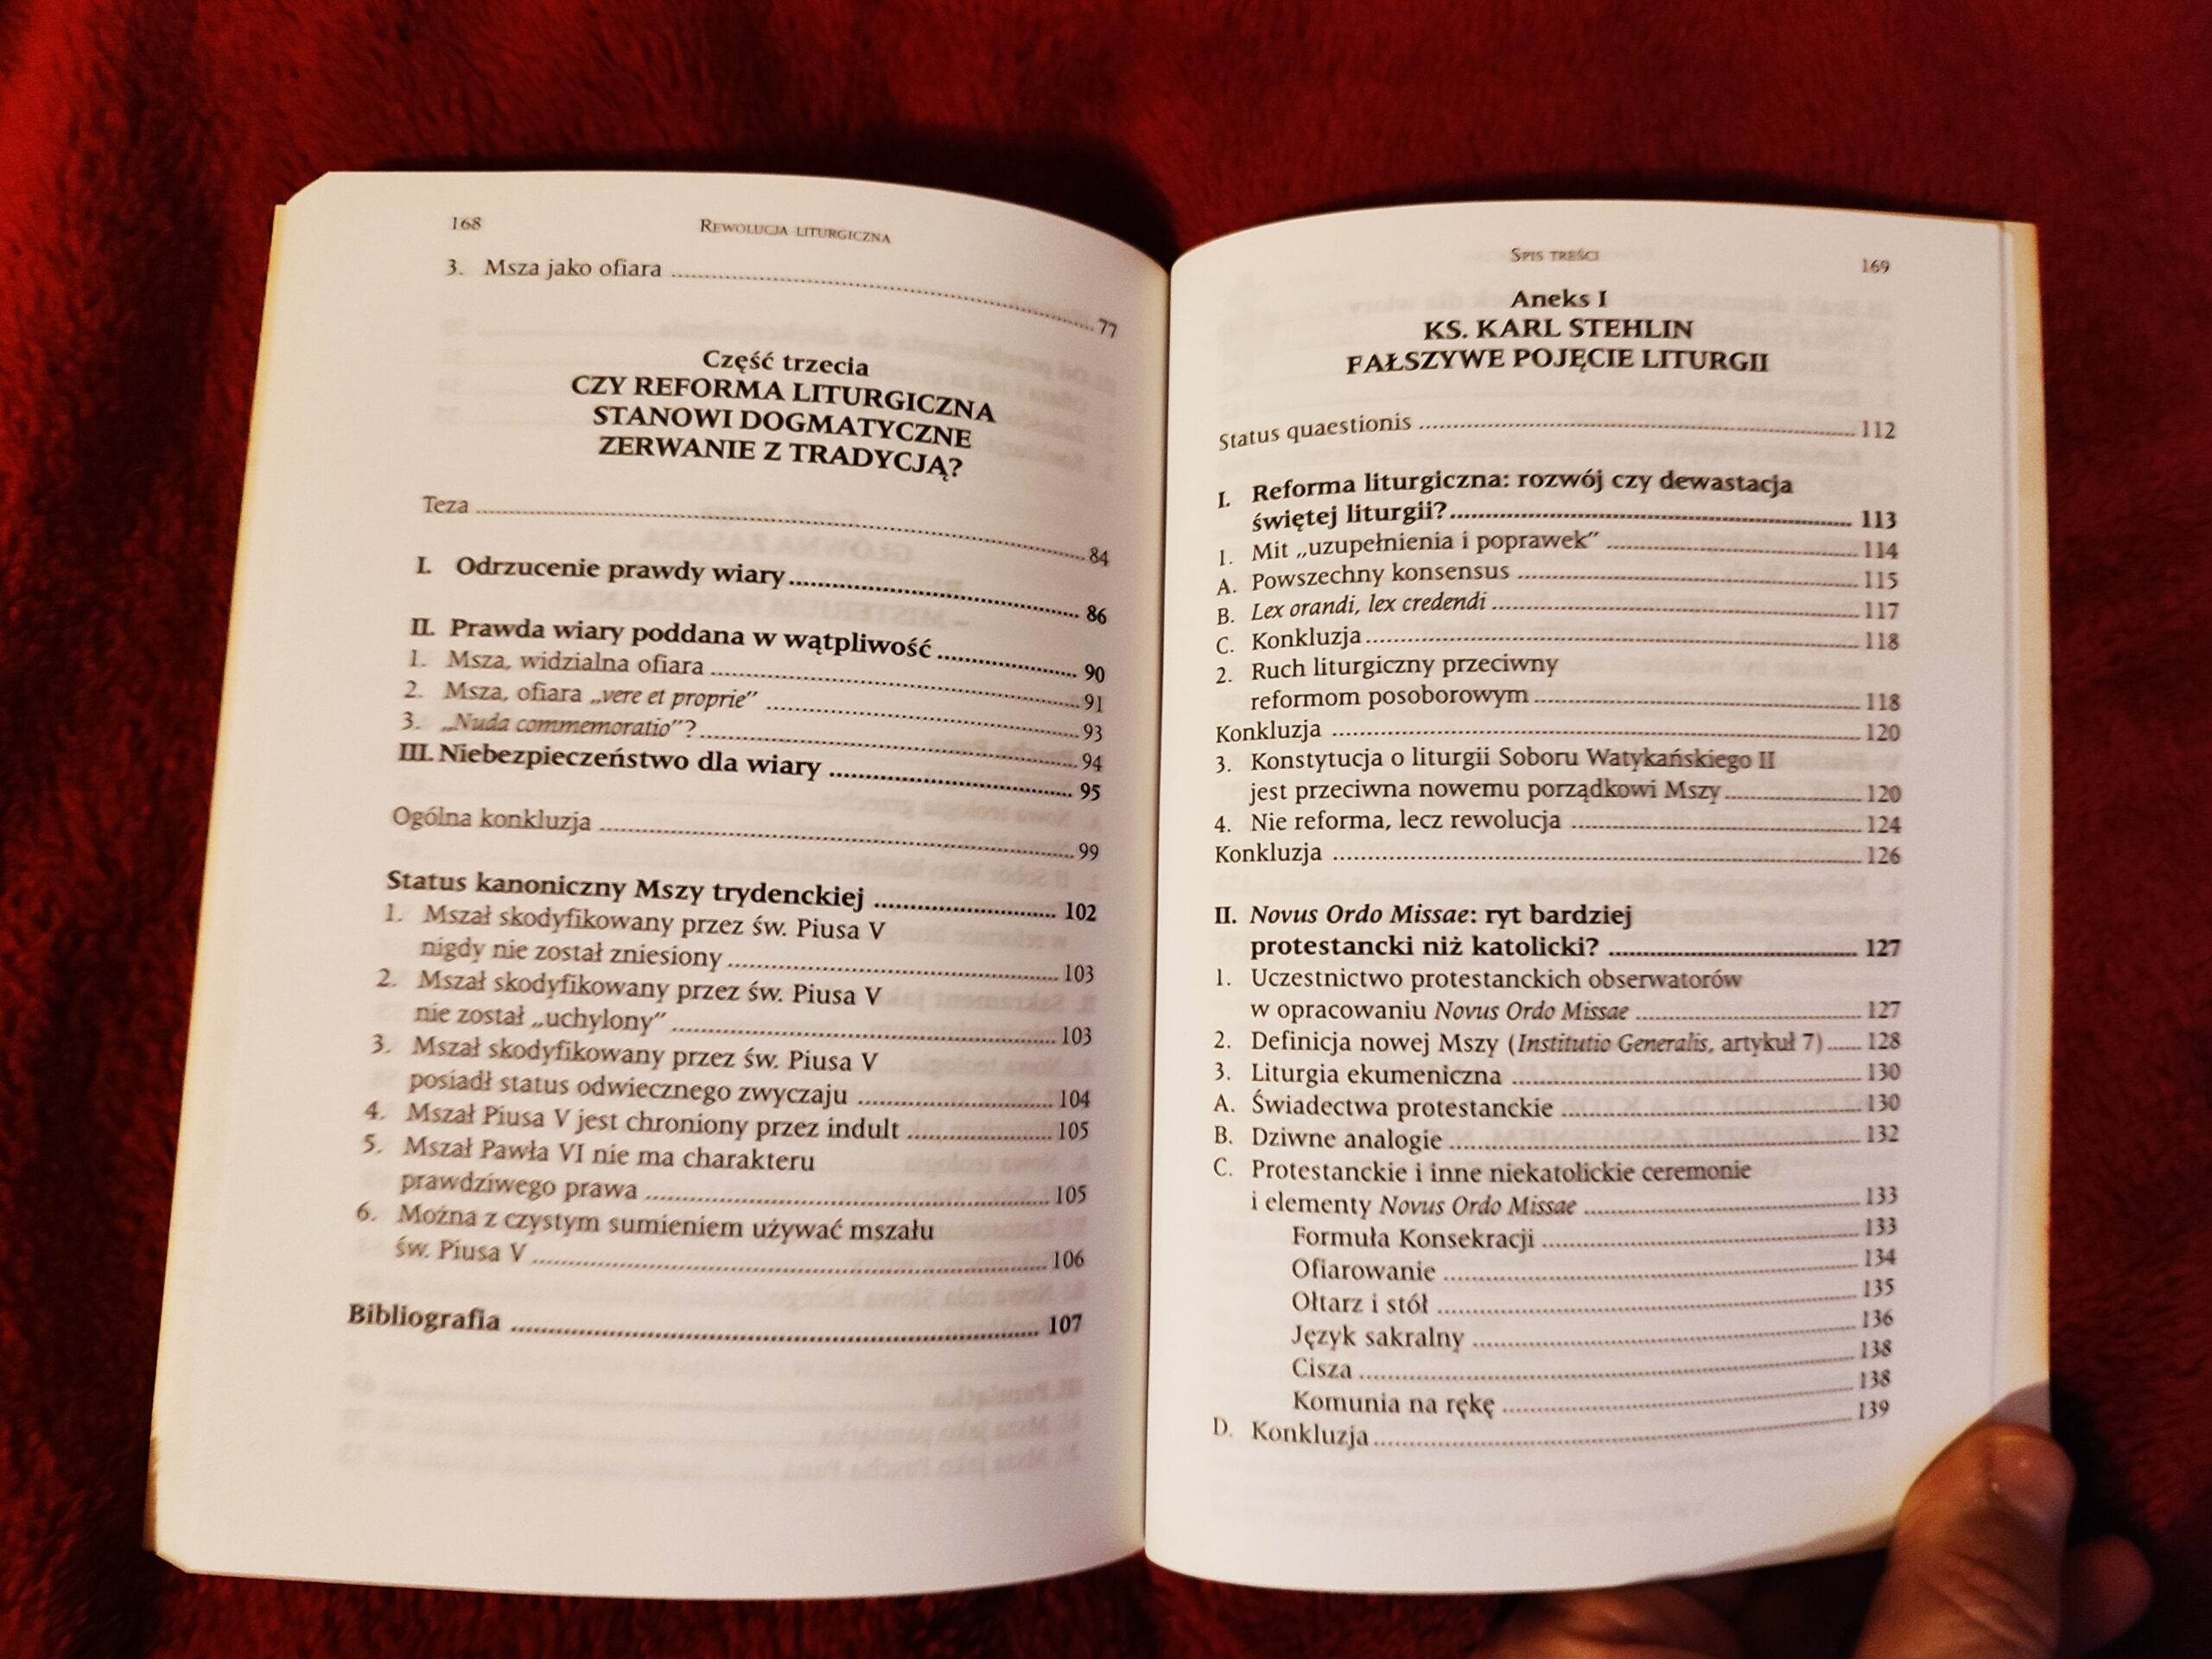 168 REWOLUCJA LITURGICZNA
3. Msza jako ofiara ........ 77
Część trzecia
CZY REFORMA LITURGICZNA
STANOWI DOGMATYCZNE
ZERWANIE Z TRADYCJĄ?
Teza ........ 84
I. Odrzucenie prawdy wiary ........ 86
II. Prawda wiary poddana w wątpliwość ........ 90
1. Msza, widzialna ofiara ........ 91
2. Msza, ofiara „vere et proprie” ........ 93
3. „Nuda commemoratio”? ........ 94
III. Niebezpieczeństwo dla wiary ........ 95
Ogólna konkluzja ........ 99
Status kanoniczny Mszy trydenckiej ........ 102
1. Mszał skodyfikowany przez św. Piusa V
nigdy nie został zniesiony ........ 103
2. Mszał skodyfikowany przez św. Piusa V
nie został „uchylony” ........ 103
3. Mszał skodyfikowany przez św. Piusa V
posiadł status odwiecznego zwyczaju ........ 104
4. Mszał Piusa V jest chroniony przez indult ........ 105
5. Mszał Pawła VI nie ma charakteru
prawdziwego prawa ........ 105
6. Można z czystym sumieniem używać mszału
św. Piusa V ........ 106
Bibliografia ........ 107
SPIS TREŚCI 169
Aneks I
KS. KARL STEHLIN
FAŁSZYWE POJĘCIE LITURGII
Status quaestionis ........ 112
I. Reforma liturgiczna: rozwój czy dewastacja
świętej liturgii? ........ 113
1. Mit „uzupełnienia i poprawek” ........ 114
A. Powszechny konsensus ........ 115
B. Lex orandi, lex credendi ........ 117
C. Konkluzja ........ 118
2. Ruch liturgiczny przeciwny
reformom posoborowym ........ 118
Konkluzja ........ 120
3. Konstytucja o liturgii Soboru Watykańskiego II
jest przeciwna nowemu porządkowi Mszy ........ 120
4. Nie reforma, lecz rewolucja ........ 124
Konkluzja ........ 126
II. Novus Ordo Missae: ryt bardziej
protestancki niż katolicki? ........ 127
1. Uczestnictwo protestanckich obserwatorów
w opracowaniu Novus Ordo Missae ........ 127
2. Definicja nowej Mszy (Institutio Generalis, artykuł 7) ...... 128
3. Liturgia ekumeniczna ........ 130
A. Świadectwa protestanckie ........ 130
B. Dziwne analogie ........ 132
C. Protestanckie i inne niekatolickie ceremonie
i elementy Novus Ordo Missae ........ 133
Formuła Konsekracji ........ 133
Ofiarowanie ........ 134
Ołtarz i stół ........ 135
Język sakralny ........ 136
Cisza ........ 138
Komunia na rękę ........ 138
D. Konkluzja ........ 139